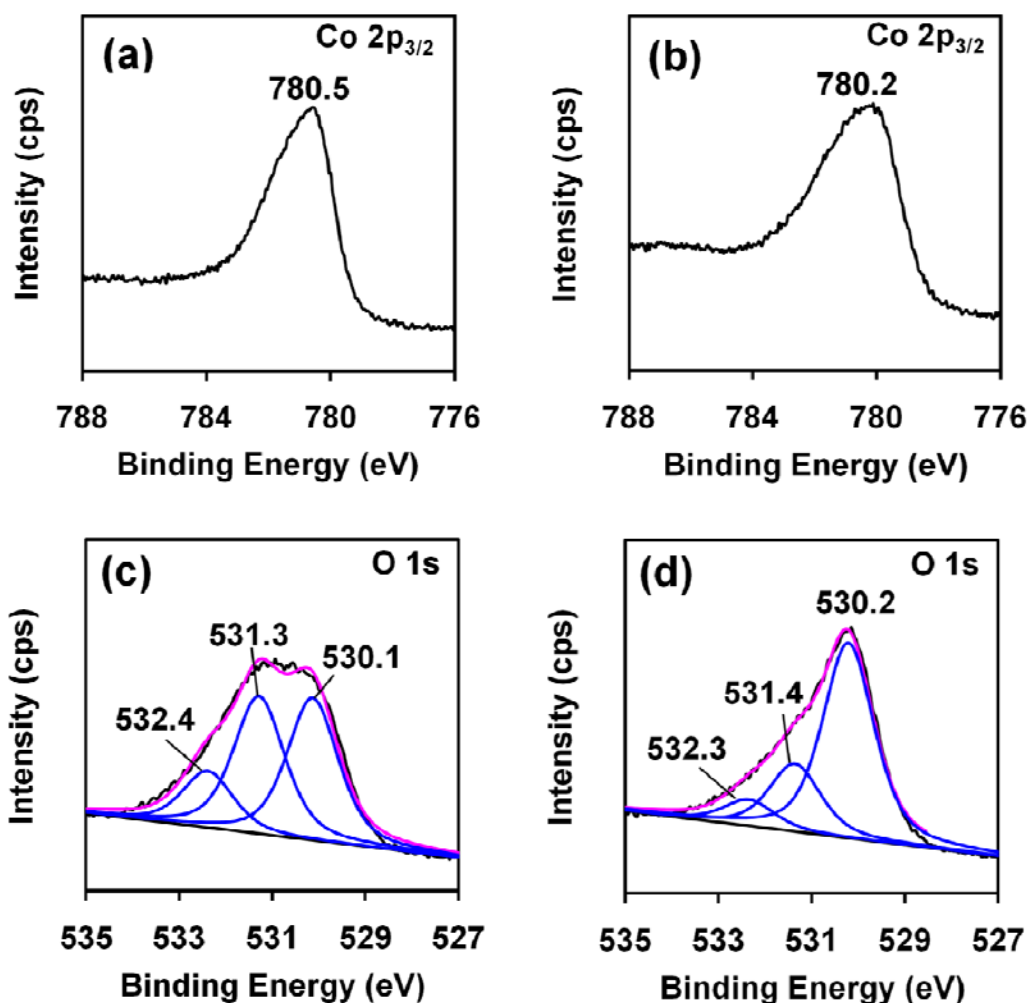 (a)
Co 2p3/2
780.5
Intensity (cps)
788 784 780 776
Binding Energy (eV)
(b)
Co 2p3/2
780.2
Intensity (cps)
788 784 780 776
Binding Energy (eV)
(c)
O 1s
531.3
530.1
532.4
Intensity (cps)
535 533 531 529 527
Binding Energy (eV)
(d)
O 1s
530.2
531.4
532.3
Intensity (cps)
535 533 531 529 527
Binding Energy (eV)